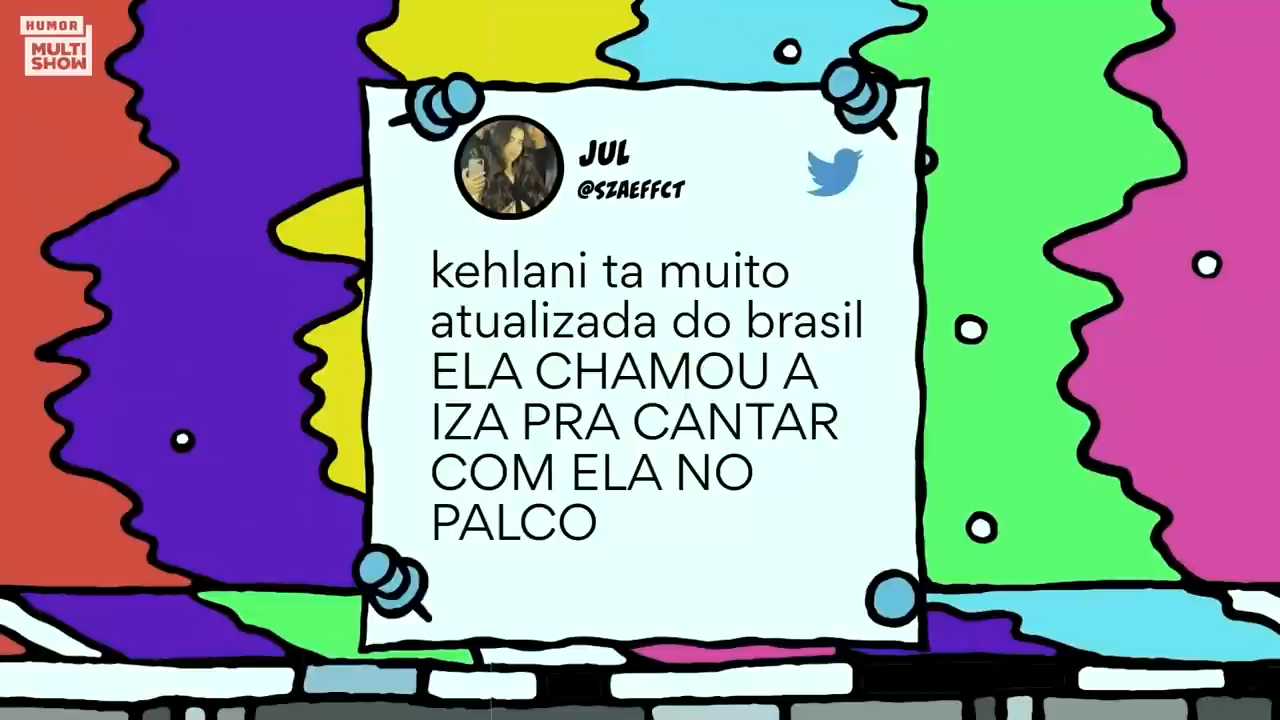 HUMOR
MULTI
SHOW
JUL
@SZAEFFCT
kehlani ta muito
atualizada do brasil
ELA CHAMOU A
IZA PRA CANTAR
COM ELA NO
PALCO